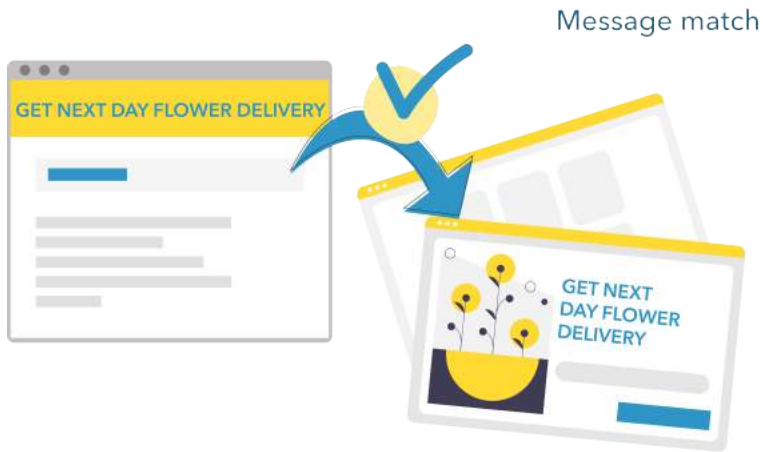 Message match
GET NEXT DAY FLOWER DELIVERY
GET NEXT
DAY FLOWER
DELIVERY